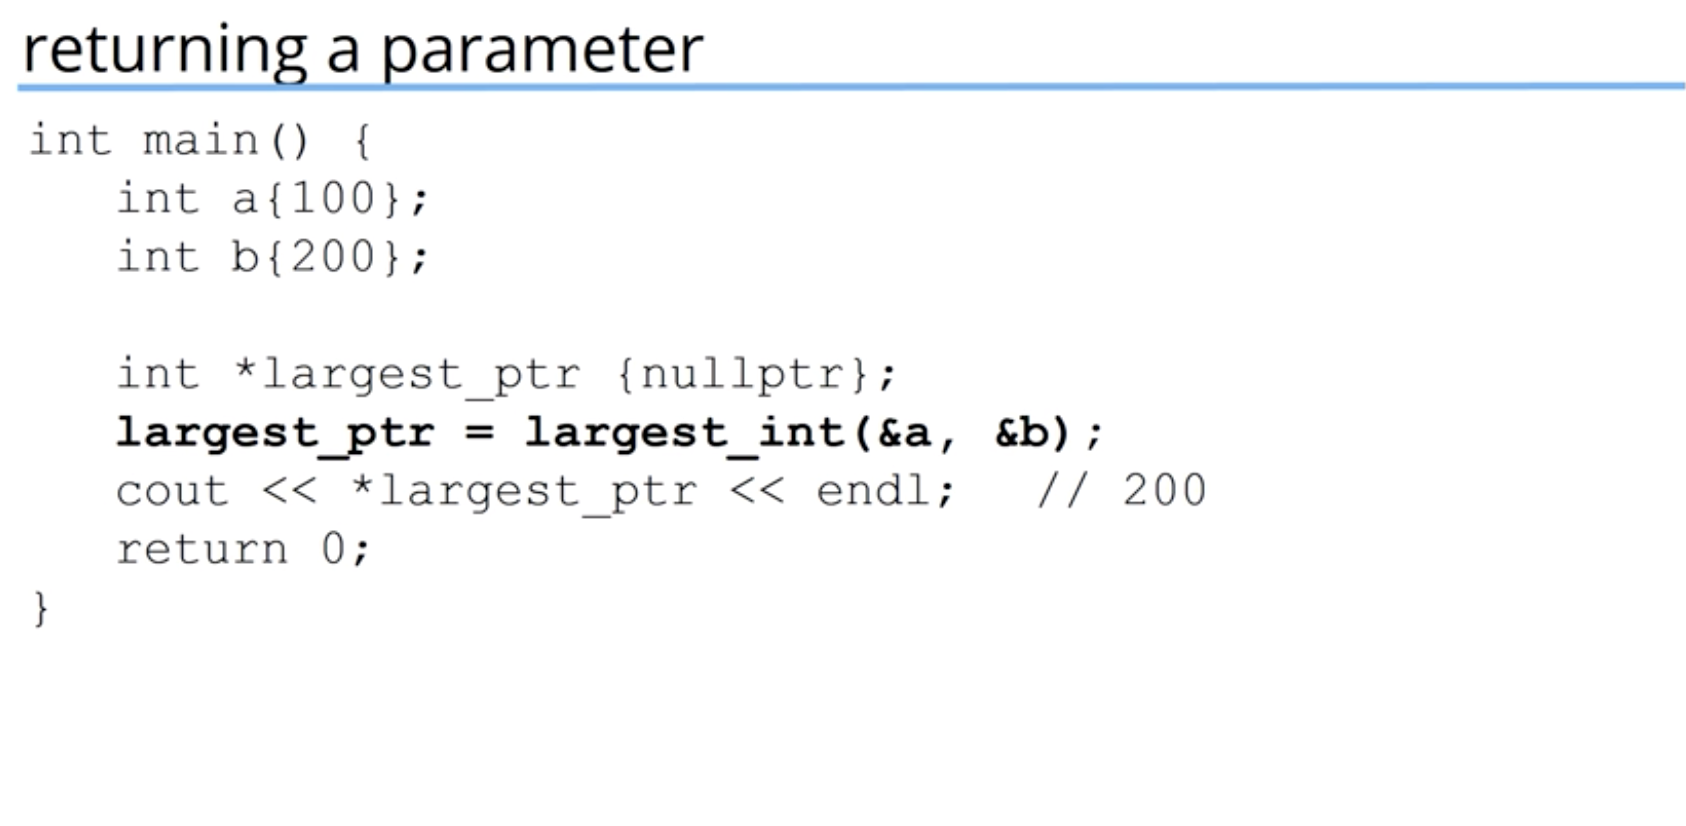 returning a parameter
int main() {
int a{100};
int b{200};
int *largest_ptr {nullptr};
largest_ptr = largest_int(&a, &b);
cout << *largest_ptr << endl; // 200
return 0;
}